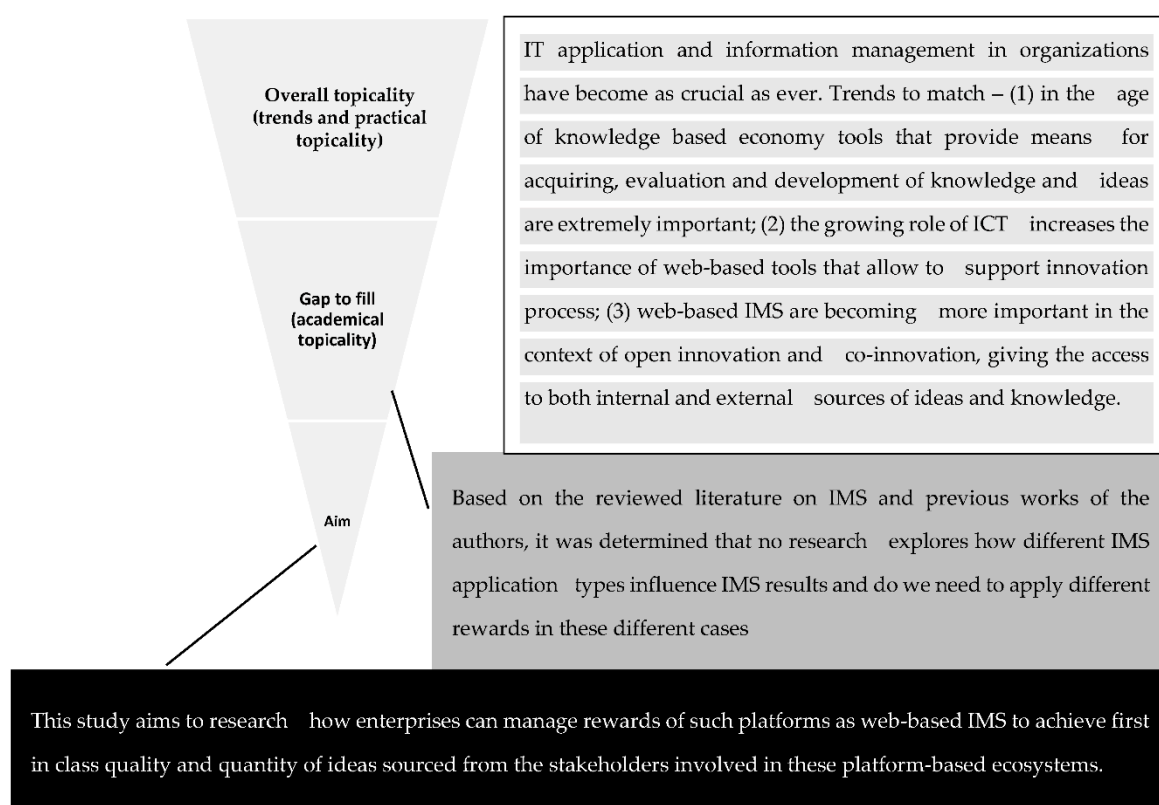 Overall topicality
(trends and practical
topicality)
Gap to fill
(academical
topicality)
Aim
IT application and information management in organizations
have become as crucial as ever. Trends to match – (1) in the age
of knowledge based economy tools that provide means for
acquiring, evaluation and development of knowledge and ideas
are extremely important; (2) the growing role of ICT increases the
importance of web-based tools that allow to support innovation
process; (3) web-based IMS are becoming more important in the
context of open innovation and co-innovation, giving the access
to both internal and external sources of ideas and knowledge.
Based on the reviewed literature on IMS and previous works of the
authors, it was determined that no research explores how different IMS
application types influence IMS results and do we need to apply different
rewards in these different cases
This study aims to research how enterprises can manage rewards of such platforms as web-based IMS to achieve first
in class quality and quantity of ideas sourced from the stakeholders involved in these platform-based ecosystems.